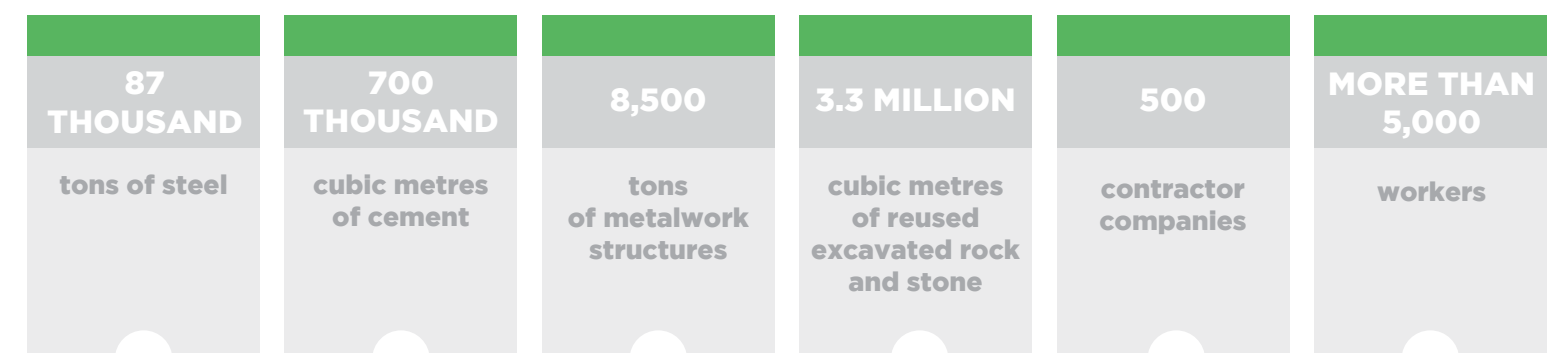 87
THOUSAND
tons of steel
700
THOUSAND
cubic metres
of cement
8,500
tons
of metalwork
structures
3.3 MILLION
cubic metres
of reused
excavated rock
and stone
500
contractor
companies
MORE THAN
5,000
workers